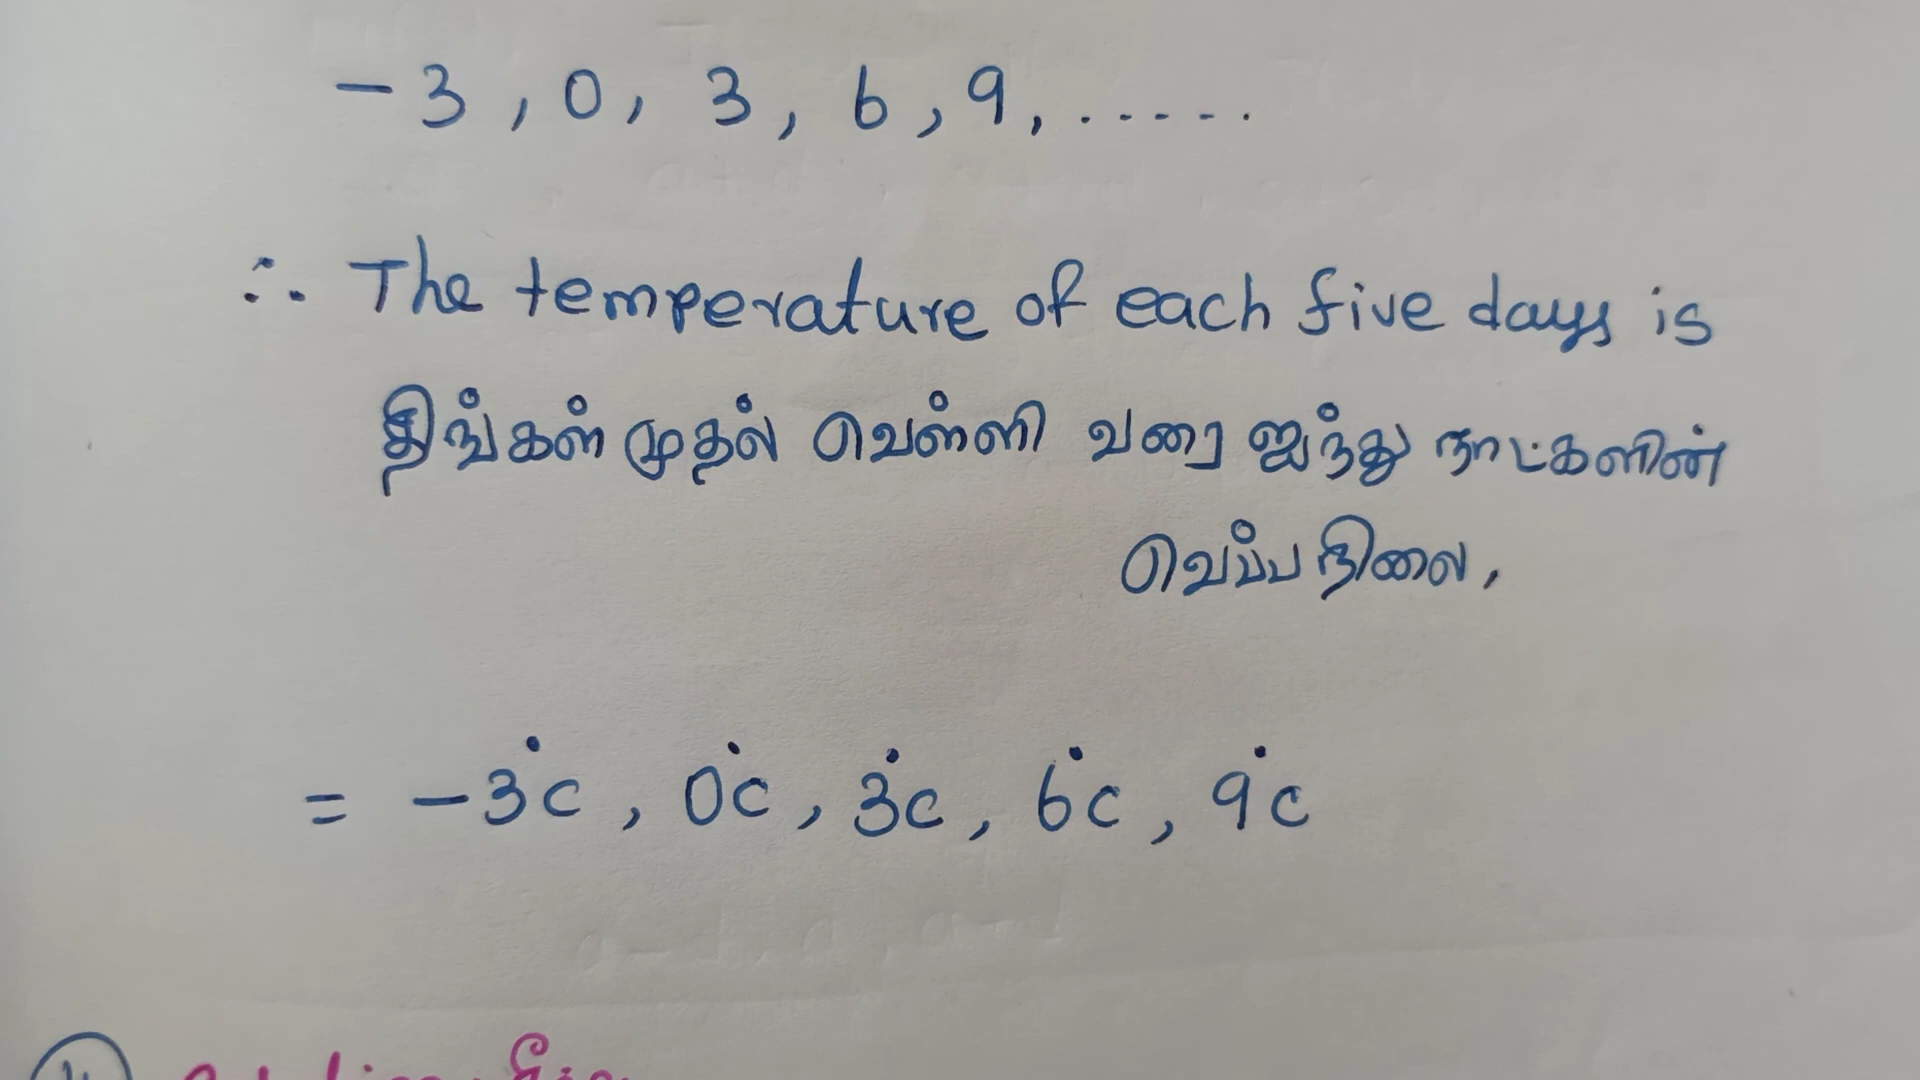 -3, 0, 3, 6, 9, ......
∴ The temperature of each five days is
திங்கள் முதல் வெள்ளி வரை ஐந்து நாட்களின்
வெப்ப நிலை,
= -3°c, 0°c, 3°c, 6°c, 9°c